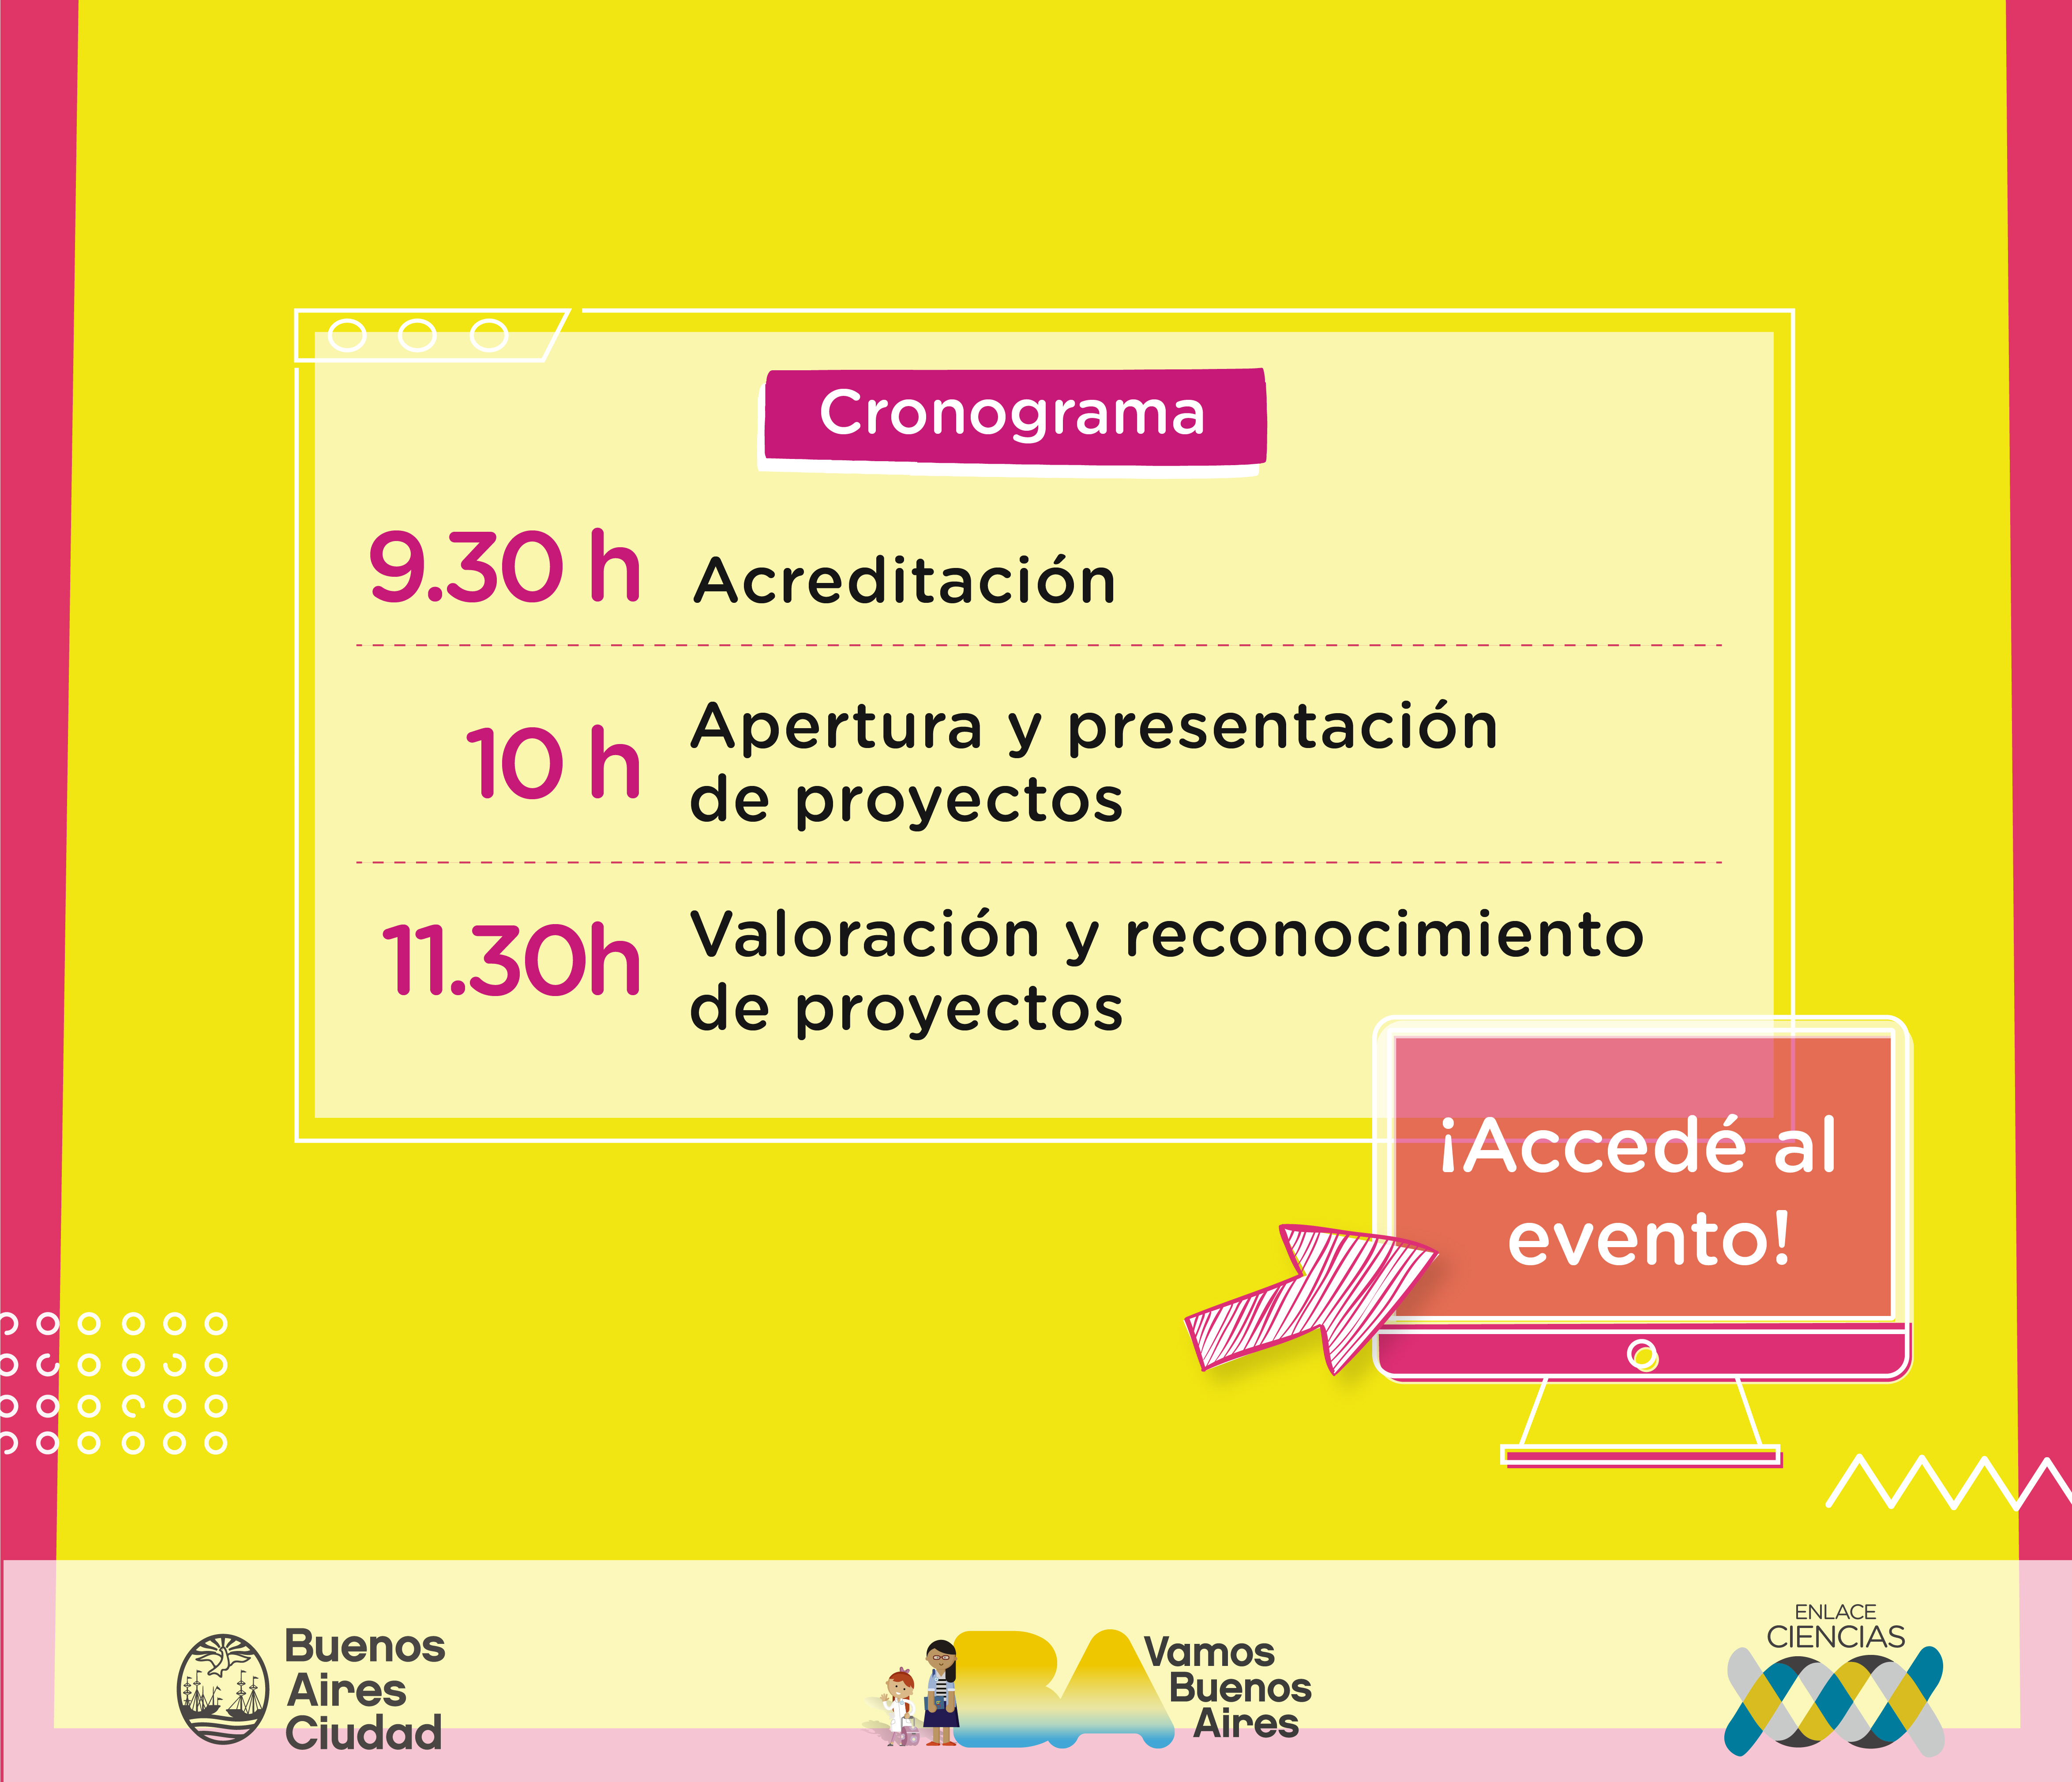 Cronograma
9.30 h Acreditación
10 h Apertura y presentación
de proyectos
11.30h Valoración y reconocimiento
de proyectos
¡Accedé al
evento!
Buenos
Aires
Ciudad
BA
Vamos
Buenos
Aires
ENLACE
CIENCIAS